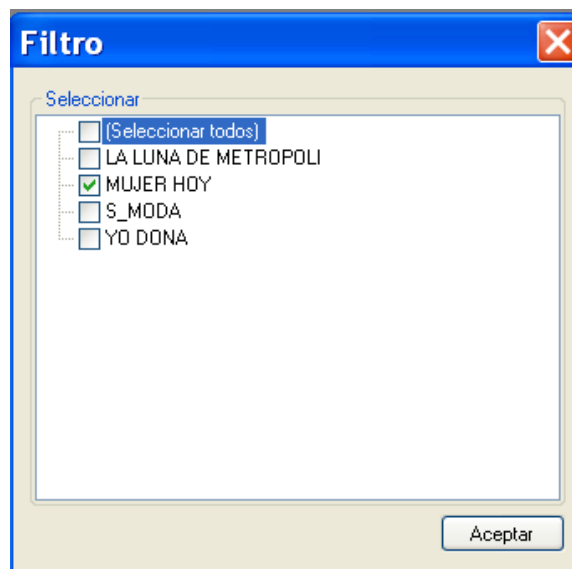 Filtro
Seleccionar
(Seleccionar todos)
LA LUNA DE METROPOLI
MUJER HOY
S_MODA
YO DONA
Aceptar